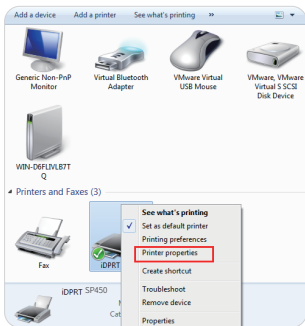 Add a device Add a printer See what's printing »
Generic Non-PnP Monitor
Virtual Bluetooth Adapter
VMware Virtual USB Mouse
VMware, VMware Virtual S SCSI Disk Device
WIN-D6FLIVLB7T
Q
Printers and Faxes (3)
Fax
iDPRT
See what's printing
Set as default printer
Printing preferences
Printer properties
Create shortcut
Troubleshoot
Remove device
Properties
iDPRT SP450
Cat